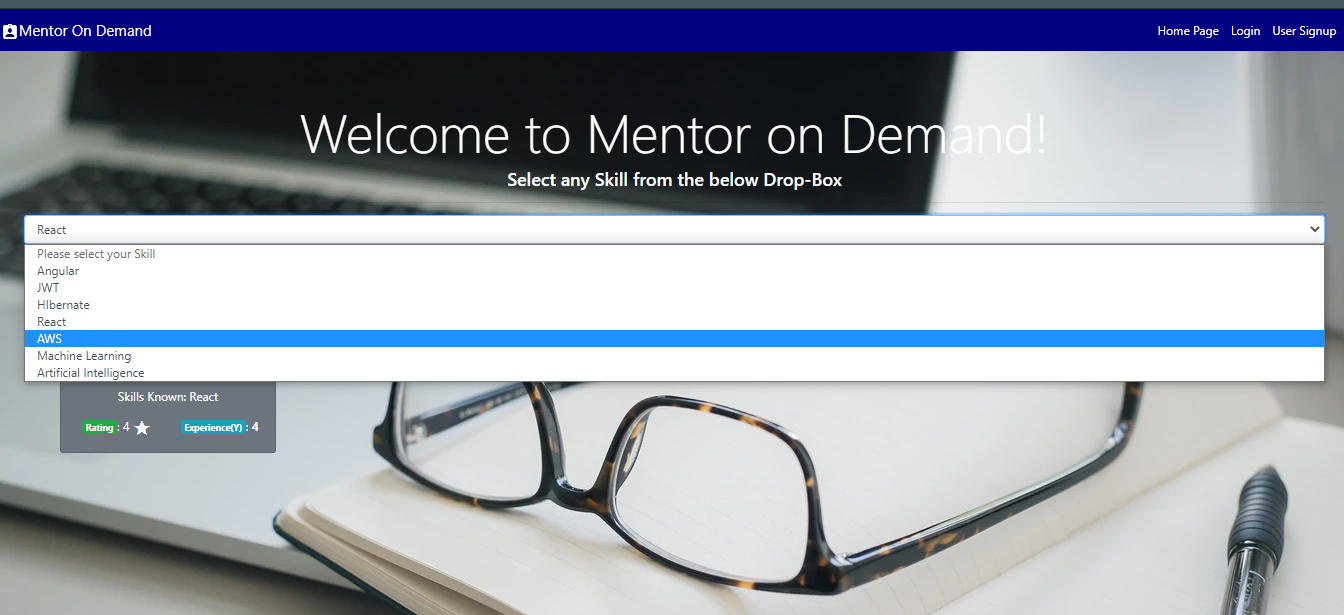 Mentor On Demand
Home Page Login User Signup
Welcome to Mentor on Demand!
Select any Skill from the below Drop-Box
React
Please select your Skill
Angular
JWT
HIbernate
React
AWS
Machine Learning
Artificial Intelligence
Skills Known: React
Rating : 4 Experience(Y) : 4